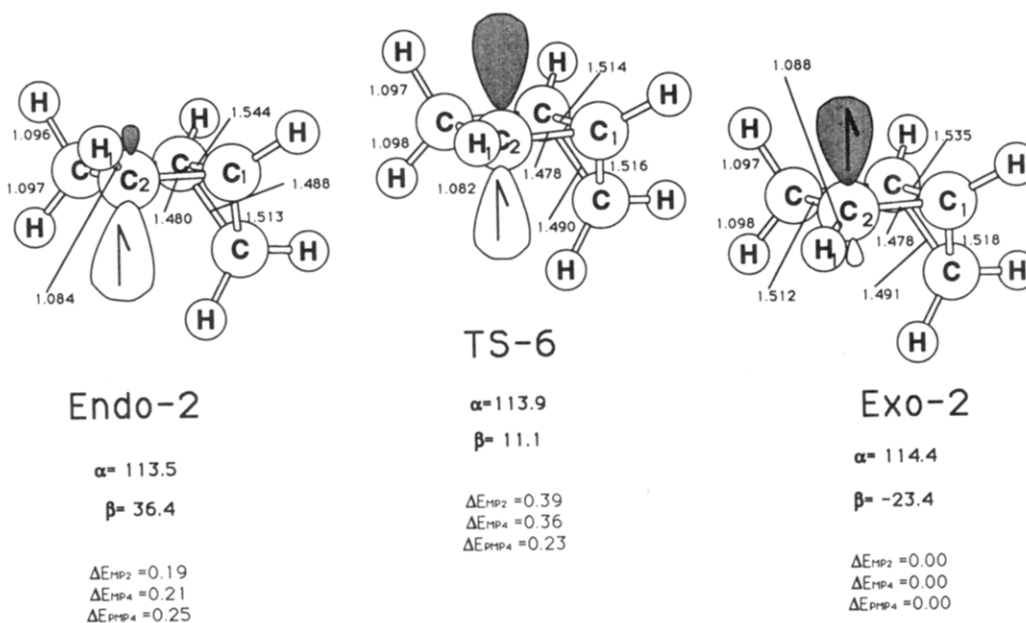 H
H₁
H
C
C₂
C
C₁
H
H
C
H
H
1.096
1.097
1.544
1.488
1.480
1.513
1.084
Endo-2
α= 113.5
β= 36.4
ΔEMP2 =0.19
ΔEMP4 =0.21
ΔEPMP4 =0.25
H
H
C
H
H₁
C₂
C
C₁
H
C
H
H
1.097
1.098
1.082
1.514
1.516
1.478
1.490
TS-6
α=113.9
β= 11.1
ΔEMP2 =0.39
ΔEMP4 =0.36
ΔEPMP4 =0.23
H
H
C
H
H₁
C₂
C
C₁
H
C
H
H
1.088
1.097
1.098
1.535
1.478
1.518
1.512
1.491
Exo-2
α= 114.4
β= -23.4
ΔEMP2 =0.00
ΔEMP4 =0.00
ΔEPMP4 =0.00